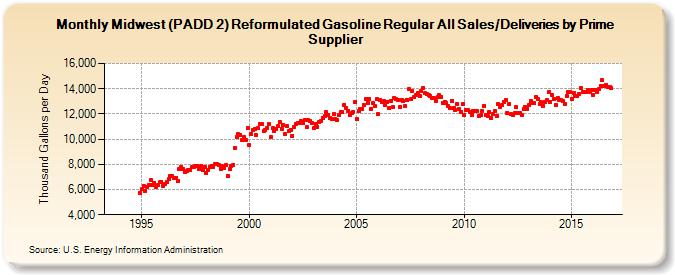 Monthly Midwest (PADD 2) Reformulated Gasoline Regular All Sales/Deliveries by Prime
Supplier
Thousand Gallons per Day
16,000
14,000
12,000
10,000
8,000
6,000
4,000
1995 2000 2005 2010 2015
Source: U.S. Energy Information Administration